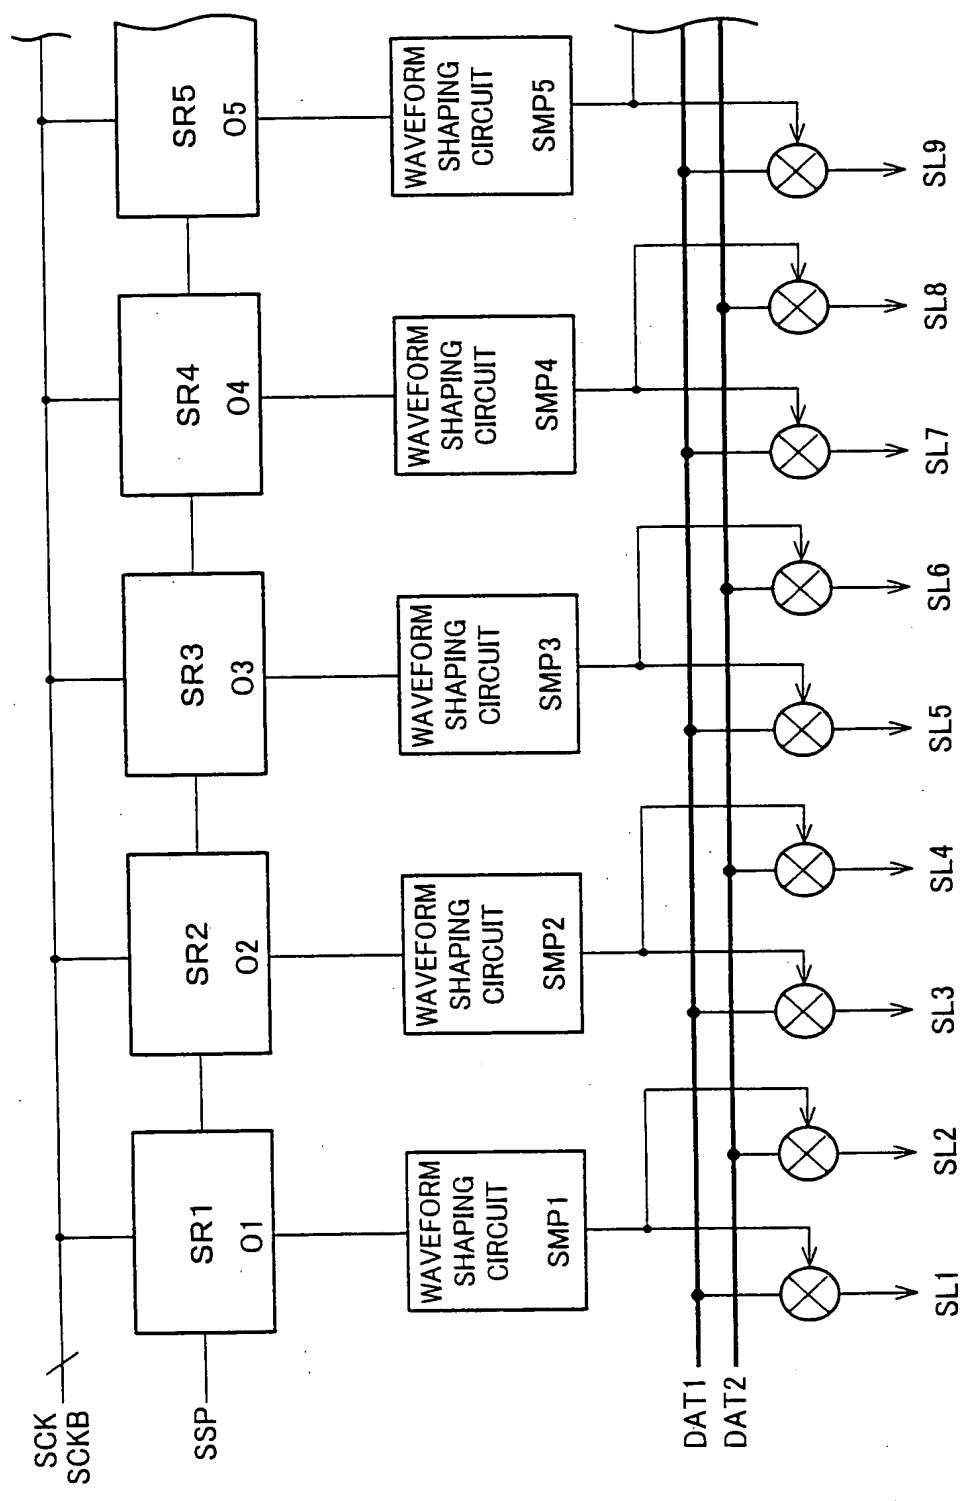 SCK
SCKB
SSP
SR1
O1
SR2
O2
SR3
O3
SR4
O4
SR5
O5
WAVEFORM
SHAPING
CIRCUIT
SMP1
WAVEFORM
SHAPING
CIRCUIT
SMP2
WAVEFORM
SHAPING
CIRCUIT
SMP3
WAVEFORM
SHAPING
CIRCUIT
SMP4
WAVEFORM
SHAPING
CIRCUIT
SMP5
DAT1
DAT2
SL1
SL2
SL3
SL4
SL5
SL6
SL7
SL8
SL9